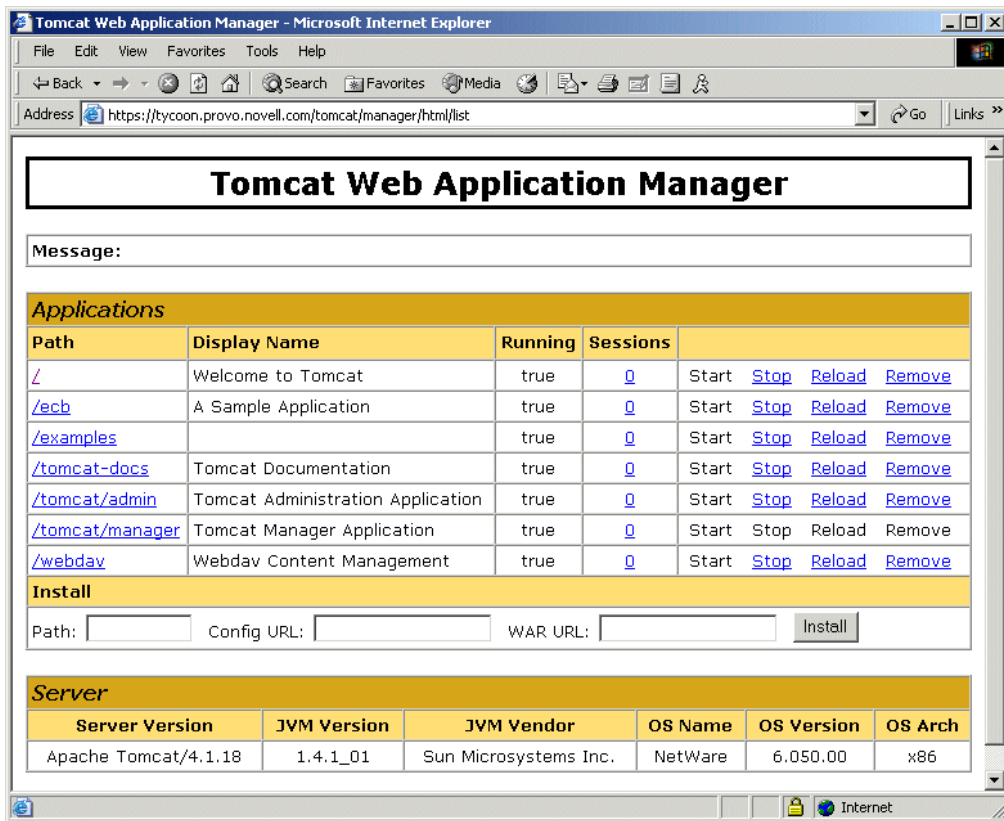 Tomcat Web Application Manager - Microsoft Internet Explorer
File Edit View Favorites Tools Help
Back Search Favorites Media
Address https://tycoon.provo.novell.com/tomcat/manager/html/list Go Links »
Tomcat Web Application Manager
Message:
Applications
Path Display Name Running Sessions
/ Welcome to Tomcat true 0 Start Stop Reload Remove
/ecb A Sample Application true 0 Start Stop Reload Remove
/examples true 0 Start Stop Reload Remove
/tomcat-docs Tomcat Documentation true 0 Start Stop Reload Remove
/tomcat/admin Tomcat Administration Application true 0 Start Stop Reload Remove
/tomcat/manager Tomcat Manager Application true 0 Start Stop Reload Remove
/webdav Webdav Content Management true 0 Start Stop Reload Remove
Install
Path: Config URL: WAR URL: Install
Server
Server Version JVM Version JVM Vendor OS Name OS Version OS Arch
Apache Tomcat/4.1.18 1.4.1_01 Sun Microsystems Inc. NetWare 6.050.00 x86
Internet